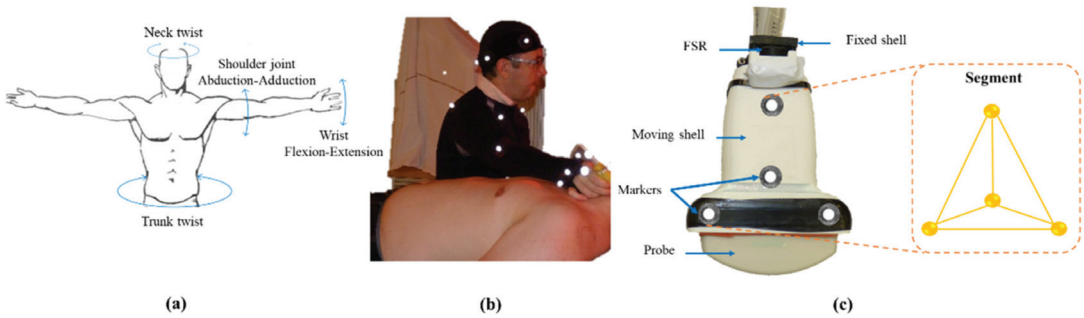 Neck twist
Shoulder joint
Abduction-Adduction
Wrist
Flexion-Extension
Trunk twist
(a)
(b)
FSR
Fixed shell
Moving shell
Markers
Probe
Segment
(c)